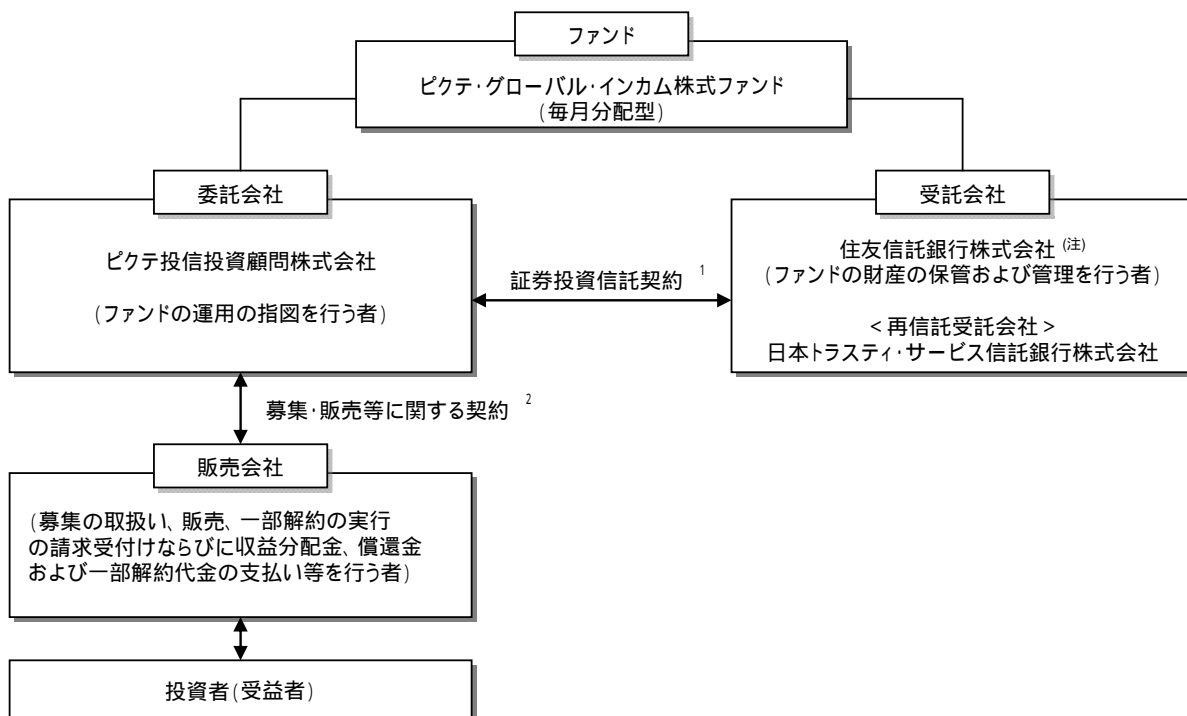 ファンド
ピクテ・グローバル・インカム株式ファンド
(毎月分配型)
委託会社
ピクテ投信投資顧問株式会社
(ファンドの運用の指図を行う者)
証券投資信託契約 1
受託会社
住友信託銀行株式会社 (注)
(ファンドの財産の保管および管理を行う者)
<再信託受託会社>
日本トラスティ・サービス信託銀行株式会社
募集・販売等に関する契約 2
販売会社
(募集の取扱い、販売、一部解約の実行
の請求受付けならびに収益分配金、償還金
および一部解約代金の支払い等を行う者)
投資者(受益者)